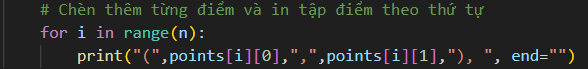 # Chèn thêm từng điểm và in tập điểm theo thứ tự
for i in range(n):
    print("(",points[i][0],",",points[i][1],"), ", end="")